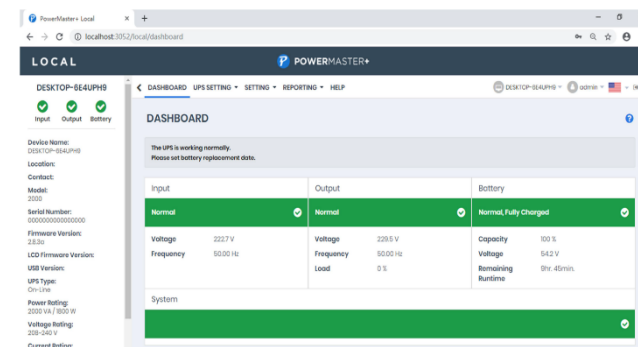 PowerMaster+ Local
localhost:3052/local/dashboard
LOCAL
POWERMASTER+
DESKTOP-6E4UPH9
Input Output Battery
Device Name:
DESKTOP-6E4UPH9
Location:
Contact:
Model:
2000
Serial Number:
000000000000000
Firmware Version:
LCD Firmware Version:
USB Version:
UPS Type:
On-Line
Power Rating:
2000 VA / 1800 W
Voltage Rating:
208-240 V
Current Rating:
DASHBOARD UPS SETTING SETTING REPORTING HELP
DESKTOP-6E4UPH9 admin
DASHBOARD
The UPS is working normally.
Please set battery replacement date.
Input Output Battery
Normal Normal Normal, Fully Charged
Voltage 222.7 V Voltage 229.5 V Capacity 100 %
Frequency 50.00 Hz Frequency 50.00 Hz Voltage 54.2 V
Load 0 % Remaining Runtime 9hr. 45min.
System